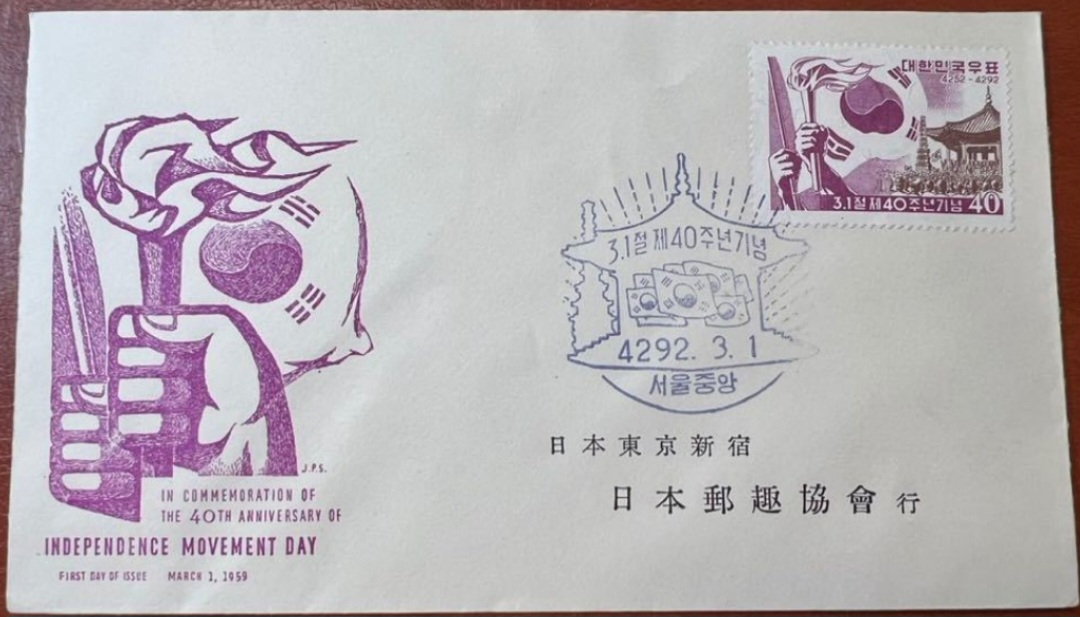 대한민국우표
4252-4292
3.1절 제40주년기념 40
3.1절 제40주년기념
4292. 3. 1
서울중앙
日本東京新宿
日本郵趣協會 行
J.P.S.
IN COMMEMORATION OF
THE 40TH ANNIVERSARY OF
INDEPENDENCE MOVEMENT DAY
FIRST DAY OF ISSUE MARCH 1, 1959